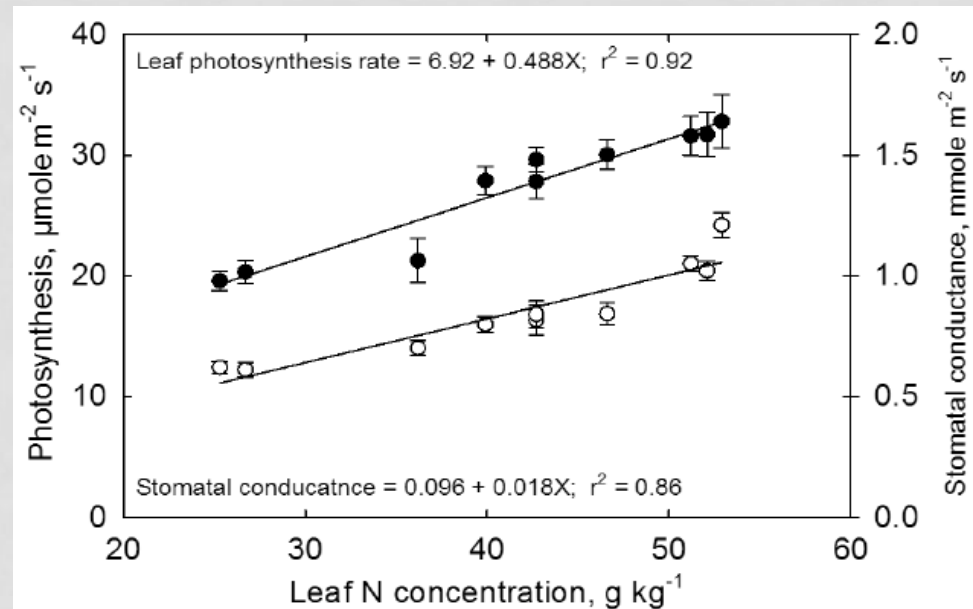 Leaf photosynthesis rate = 6.92 + 0.488X; r² = 0.92
Stomatal conducatnce = 0.096 + 0.018X; r² = 0.86
Photosynthesis, μmole m⁻² s⁻¹
40
30
20
10
0
2.0
1.5
1.0
0.5
0.0
Stomatal conductance, mmole m⁻² s⁻¹
20 30 40 50 60
Leaf N concentration, g kg⁻¹